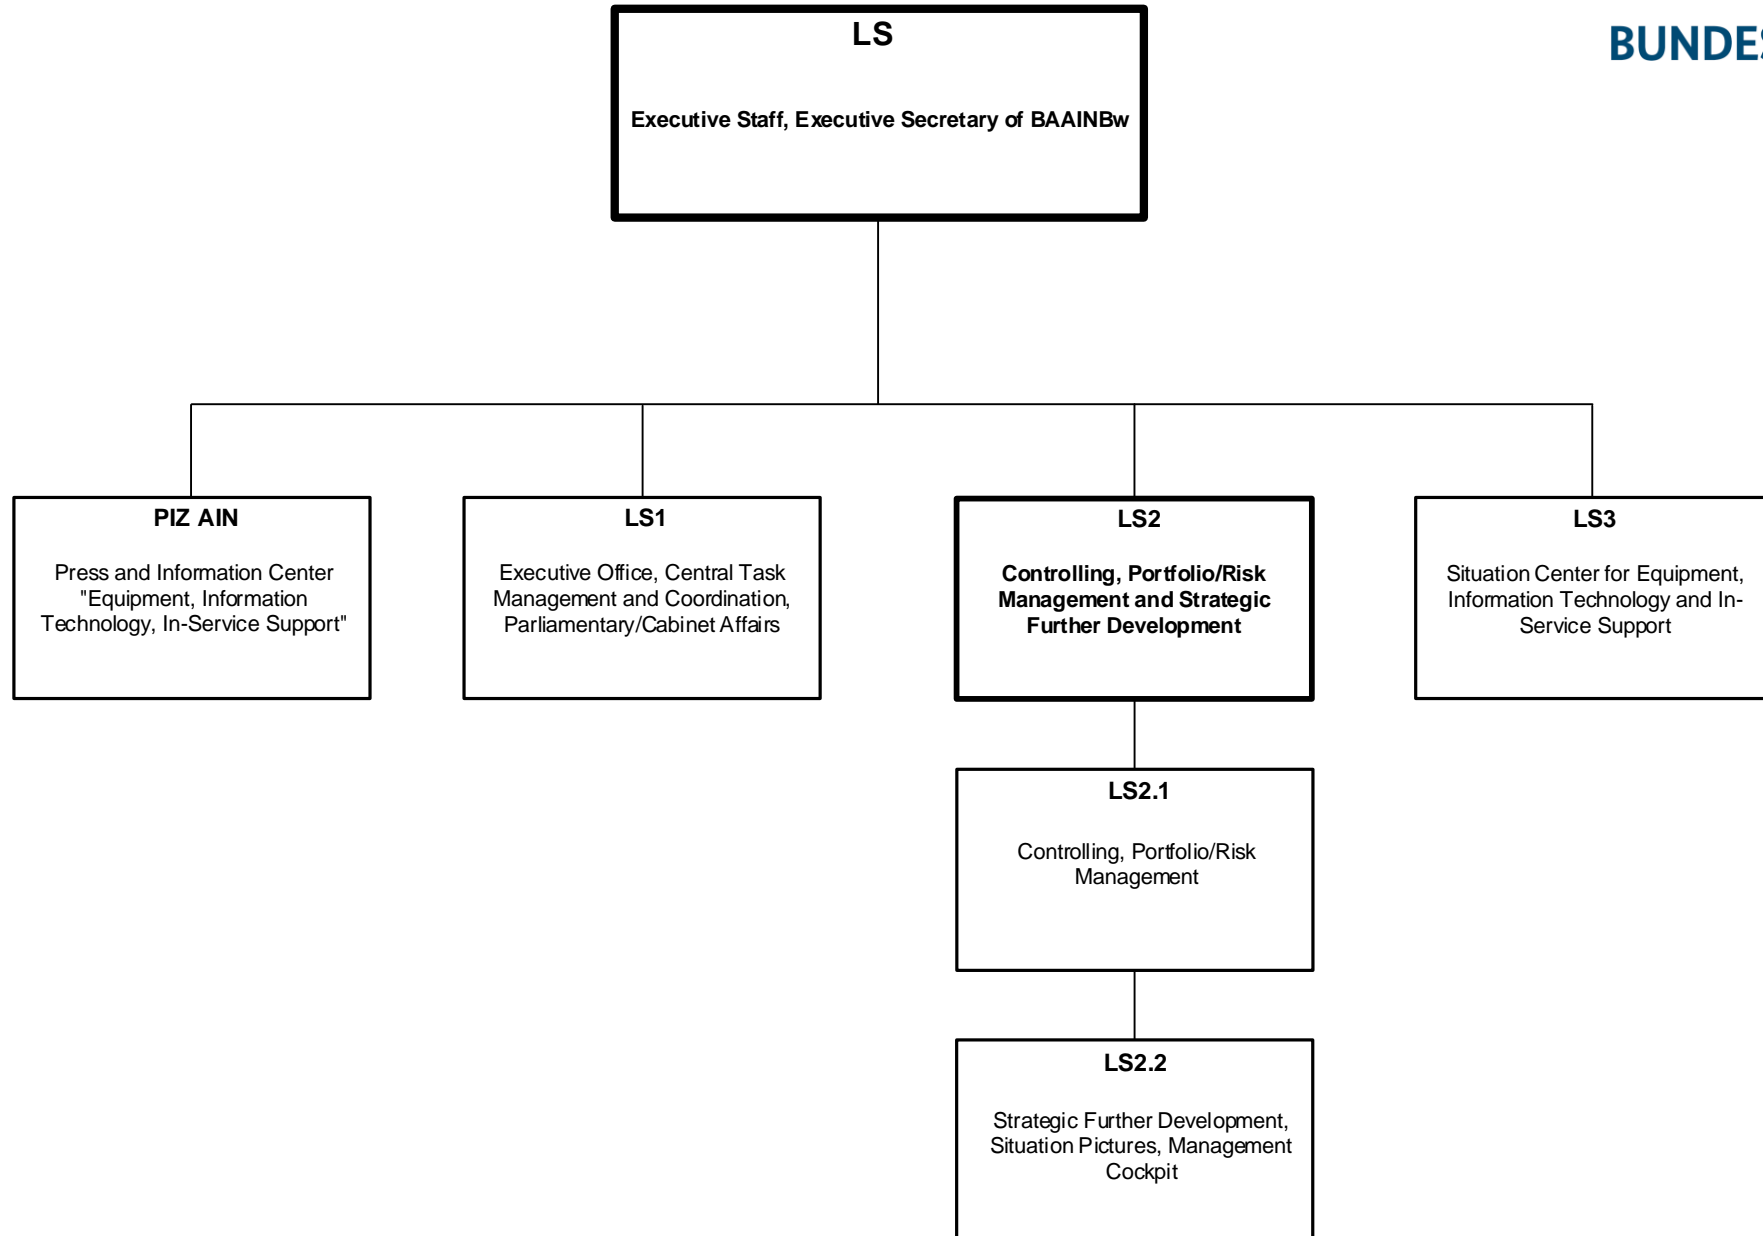 LS
Executive Staff, Executive Secretary of BAAINBw
BUNDES
PIZ AIN
Press and Information Center
"Equipment, Information
Technology, In-Service Support"
LS1
Executive Office, Central Task
Management and Coordination,
Parliamentary/Cabinet Affairs
LS2
Controlling, Portfolio/Risk
Management and Strategic
Further Development
LS3
Situation Center for Equipment,
Information Technology and In-
Service Support
LS2.1
Controlling, Portfolio/Risk
Management
LS2.2
Strategic Further Development,
Situation Pictures, Management
Cockpit